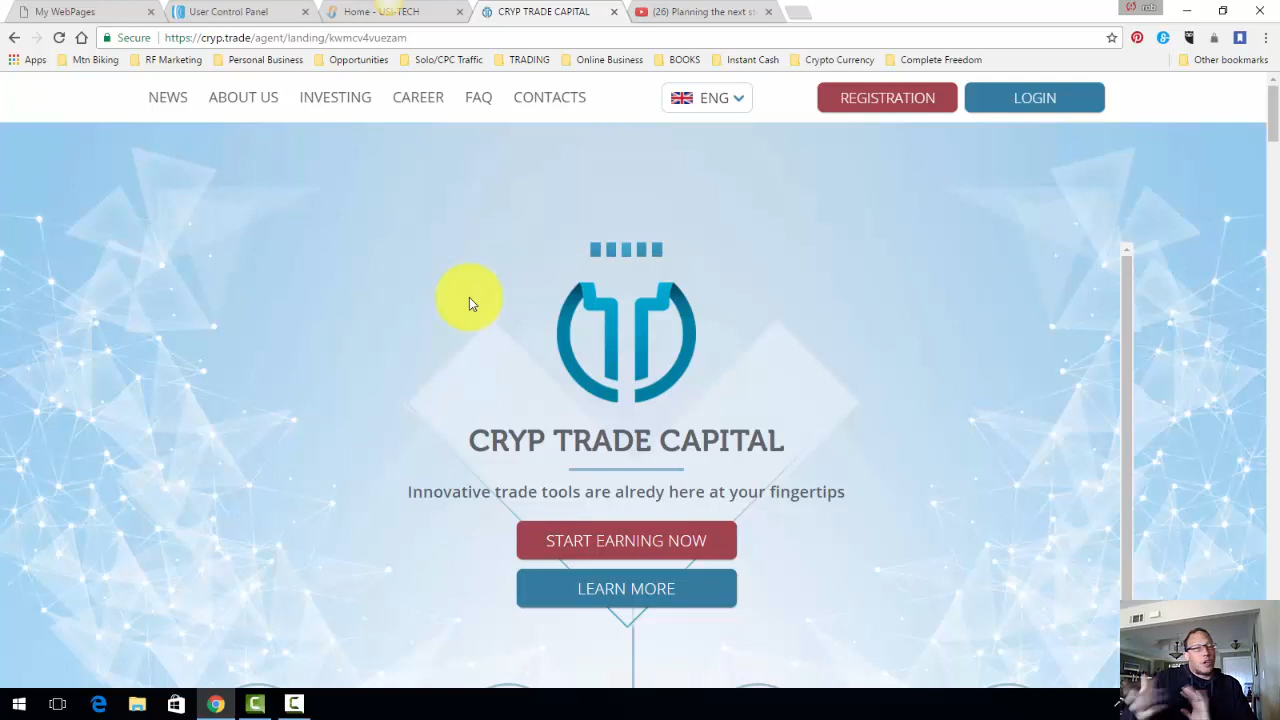 My WebPages
User Control Panel
Home - USI-TECH
CRYP TRADE CAPITAL
(26) Planning the next st
rob
Secure
https://cryp.trade/agent/landing/kwmcv4vuezam
Apps
Mtn Biking
RF Marketing
Personal Business
Opportunities
Solo/CPC Traffic
TRADING
Online Business
BOOKS
Instant Cash
Crypto Currency
Complete Freedom
Other bookmarks
NEWS
ABOUT US
INVESTING
CAREER
FAQ
CONTACTS
ENG
REGISTRATION
LOGIN
CRYP TRADE CAPITAL
Innovative trade tools are alredy here at your fingertips
START EARNING NOW
LEARN MORE